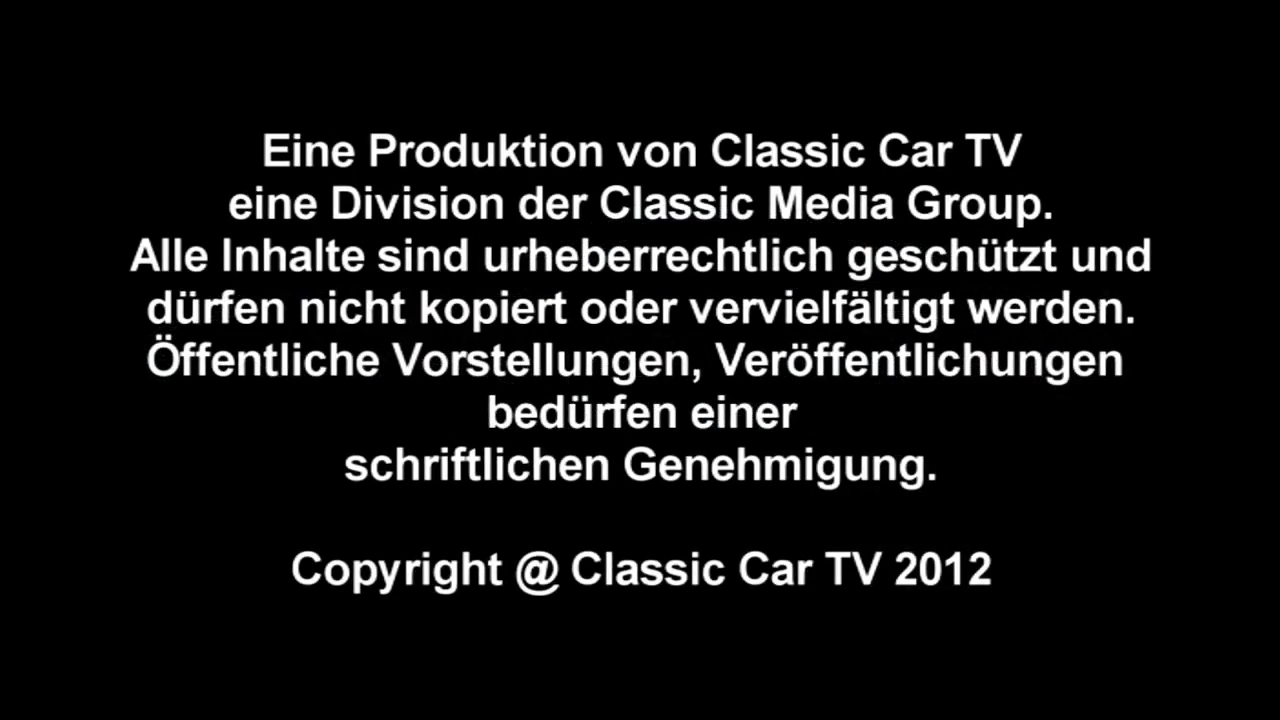 Eine Produktion von Classic Car TV
eine Division der Classic Media Group.
Alle Inhalte sind urheberrechtlich geschützt und
dürfen nicht kopiert oder vervielfältigt werden.
Öffentliche Vorstellungen, Veröffentlichungen
bedürfen einer
schriftlichen Genehmigung.
Copyright @ Classic Car TV 2012